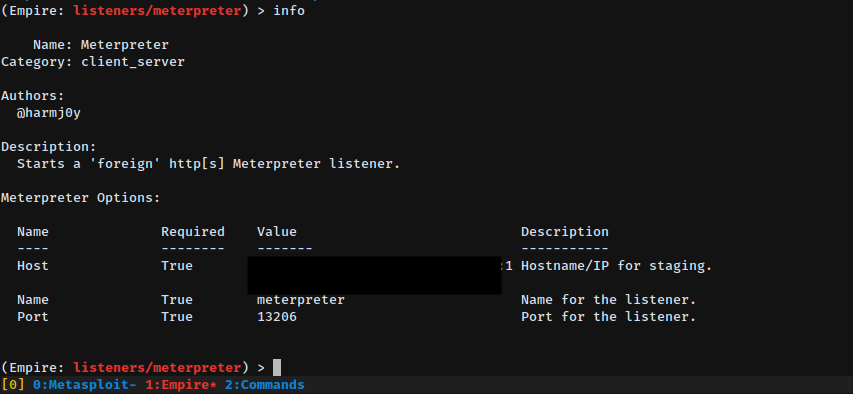 (Empire: listeners/meterpreter) > info
Name: Meterpreter
Category: client_server
Authors:
@harmj0y
Description:
Starts a 'foreign' http[s] Meterpreter listener.
Meterpreter Options:
Name Required Value Description
---- -------- ------- -----------
Host True :1 Hostname/IP for staging.
Name True meterpreter Name for the listener.
Port True 13206 Port for the listener.
(Empire: listeners/meterpreter) >
[0] 0:Metasploit- 1:Empire* 2:Commands